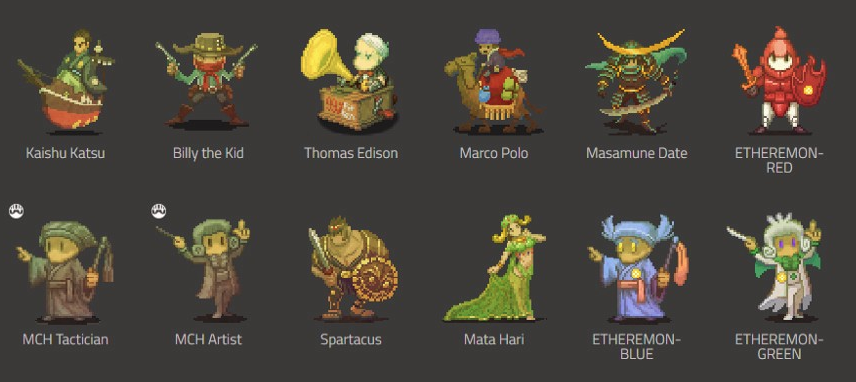 Kaishu Katsu
Billy the Kid
Thomas Edison
Marco Polo
Masamune Date
ETHEREMON-
RED
MCH Tactician
MCH Artist
Spartacus
Mata Hari
ETHEREMON-
BLUE
ETHEREMON-
GREEN